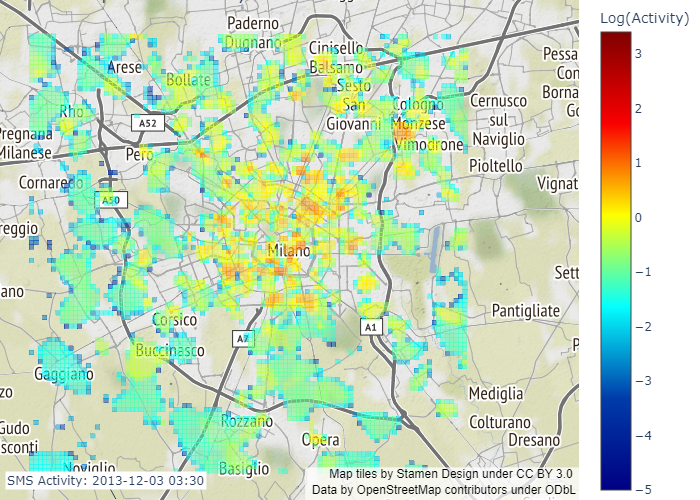 Log(Activity)
3
2
1
0
−1
−2
−3
−4
−5
Paderno
Dugnano
Cinisello
Balsamo
Arese
Bollate
Sesto
San
Giovanni
Cologno
Monzese
Vimodrone
Cernusco
sul
Naviglio
Pessa
Con
Borna
Rho
A52
Pregnana
Milanese
Pero
Pioltello
Cornaredo
A50
Vignat
reggio
Milano
Sett
ano
Pantigliate
Corsico
A7
A1
Buccinasco
Gaggiano
Mediglia
Rozzano
Colturano
Gudo
sconti
Opera
Dresano
Noviglio
Basiglio
SMS Activity: 2013-12-03 03:30
Map tiles by Stamen Design under CC BY 3.0
Data by OpenStreetMap contributors under ODbL